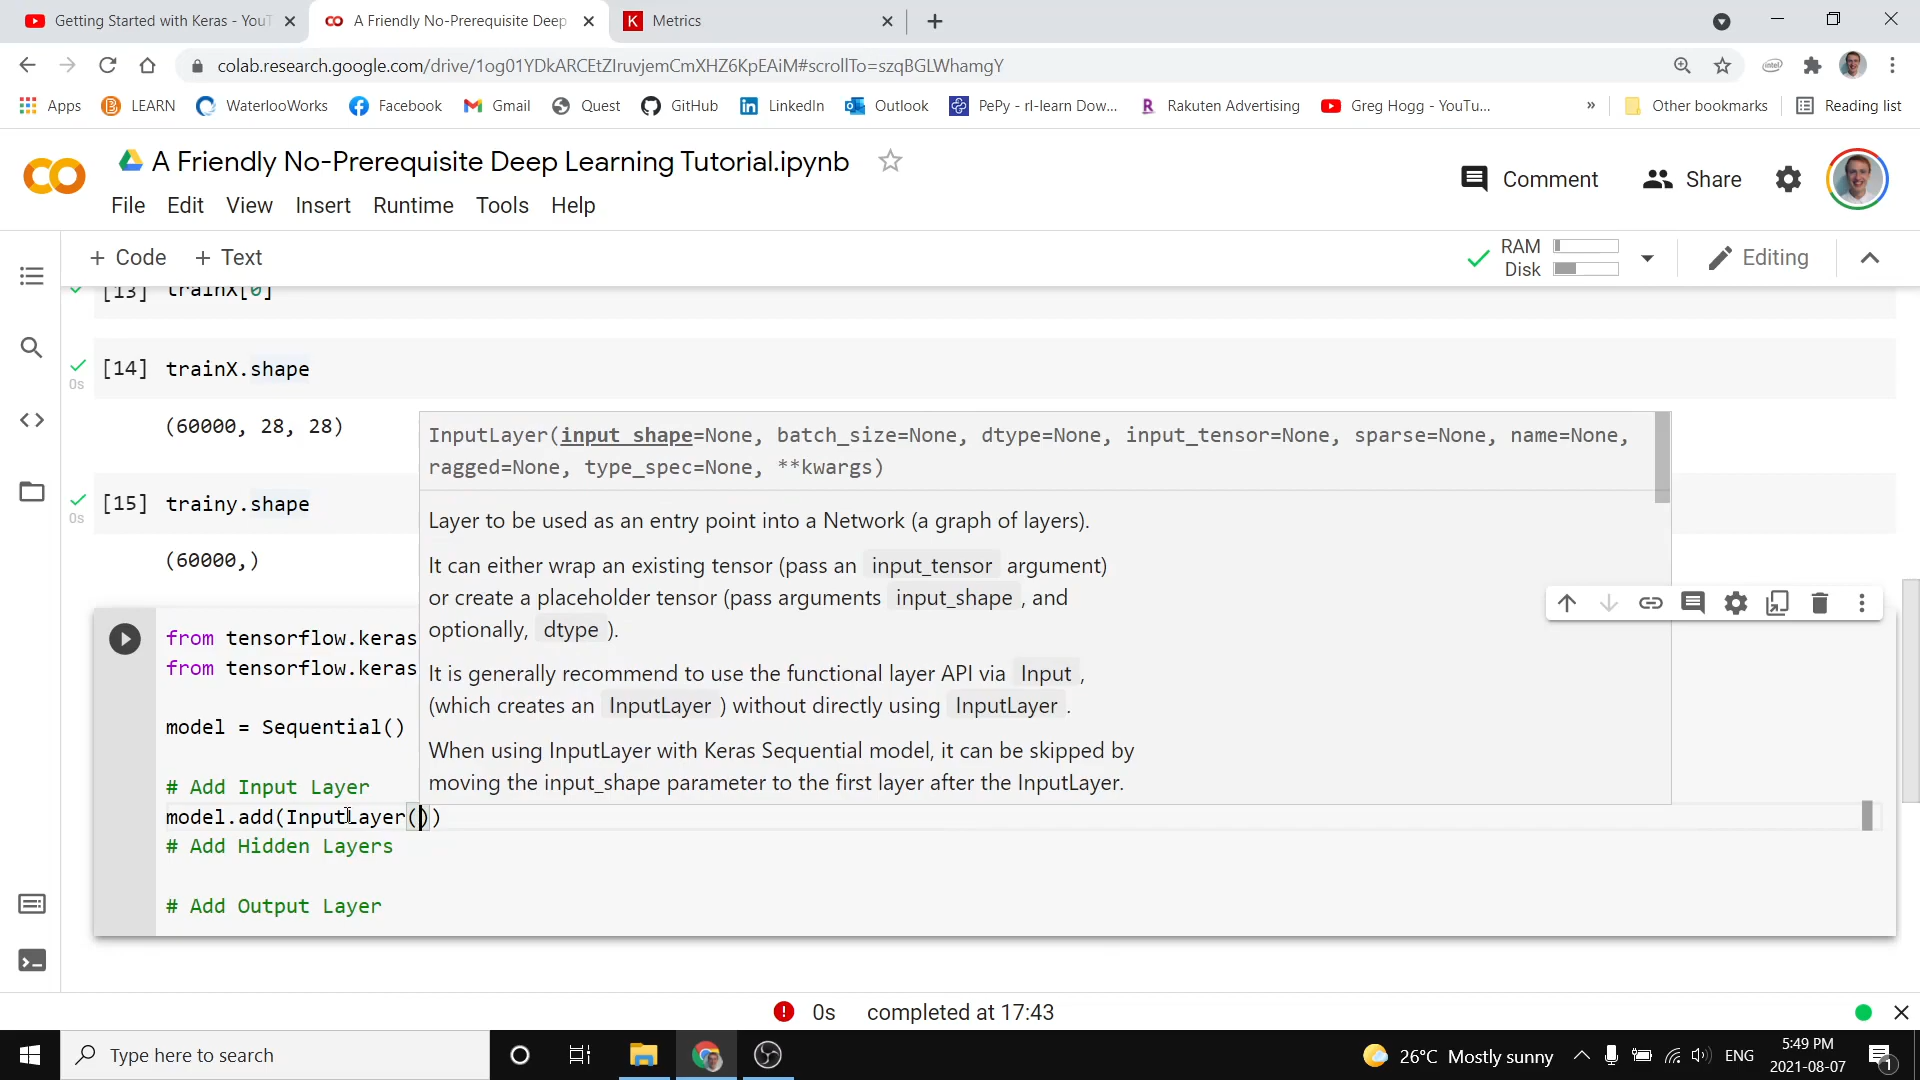 Getting Started with Keras - YouT
A Friendly No-Prerequisite Deep
K Metrics
colab.research.google.com/drive/1og01YDkARCEtZIruvjemCmXHZ6KpEAiM#scrollTo=szqBGLWhamgY
intel
Apps
LEARN
WaterlooWorks
Facebook
Gmail
Quest
GitHub
LinkedIn
Outlook
PePy - rl-learn Dow...
R Rakuten Advertising
Greg Hogg - YouTu...
»
Other bookmarks
Reading list
A Friendly No-Prerequisite Deep Learning Tutorial.ipynb
File Edit View Insert Runtime Tools Help
Comment
Share
+ Code + Text
RAM
Disk
Editing
[13] trainX[0]
[14] trainX.shape
0s
(60000, 28, 28)
[15] trainy.shape
0s
(60000,)
InputLayer(input_shape=None, batch_size=None, dtype=None, input_tensor=None, sparse=None, name=None,
ragged=None, type_spec=None, **kwargs)
Layer to be used as an entry point into a Network (a graph of layers).
It can either wrap an existing tensor (pass an input_tensor argument)
or create a placeholder tensor (pass arguments input_shape, and
optionally, dtype).
It is generally recommend to use the functional layer API via Input,
(which creates an InputLayer) without directly using InputLayer.
When using InputLayer with Keras Sequential model, it can be skipped by
moving the input_shape parameter to the first layer after the InputLayer.
from tensorflow.keras
from tensorflow.keras
model = Sequential()
# Add Input Layer
model.add(InputLayer())
# Add Hidden Layers
# Add Output Layer
0s completed at 17:43
Type here to search
26°C Mostly sunny
ENG
5:49 PM
2021-08-07
1